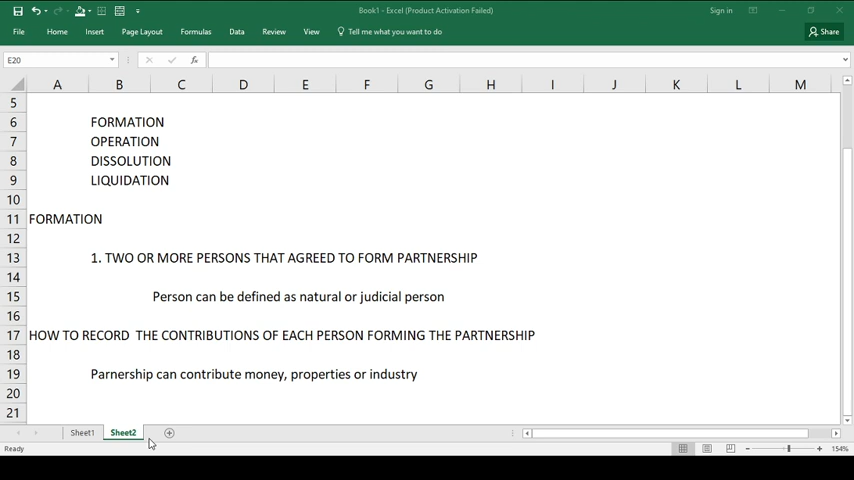 Book1 - Excel (Product Activation Failed)
Sign in
File Home Insert Page Layout Formulas Data Review View Tell me what you want to do Share
E20 fx
A B C D E F G H I J K L M
5
6 FORMATION
7 OPERATION
8 DISSOLUTION
9 LIQUIDATION
10
11 FORMATION
12
13 1. TWO OR MORE PERSONS THAT AGREED TO FORM PARTNERSHIP
14
15 Person can be defined as natural or judicial person
16
17 HOW TO RECORD THE CONTRIBUTIONS OF EACH PERSON FORMING THE PARTNERSHIP
18
19 Parnership can contribute money, properties or industry
20
21
Sheet1 Sheet2
Ready 154%